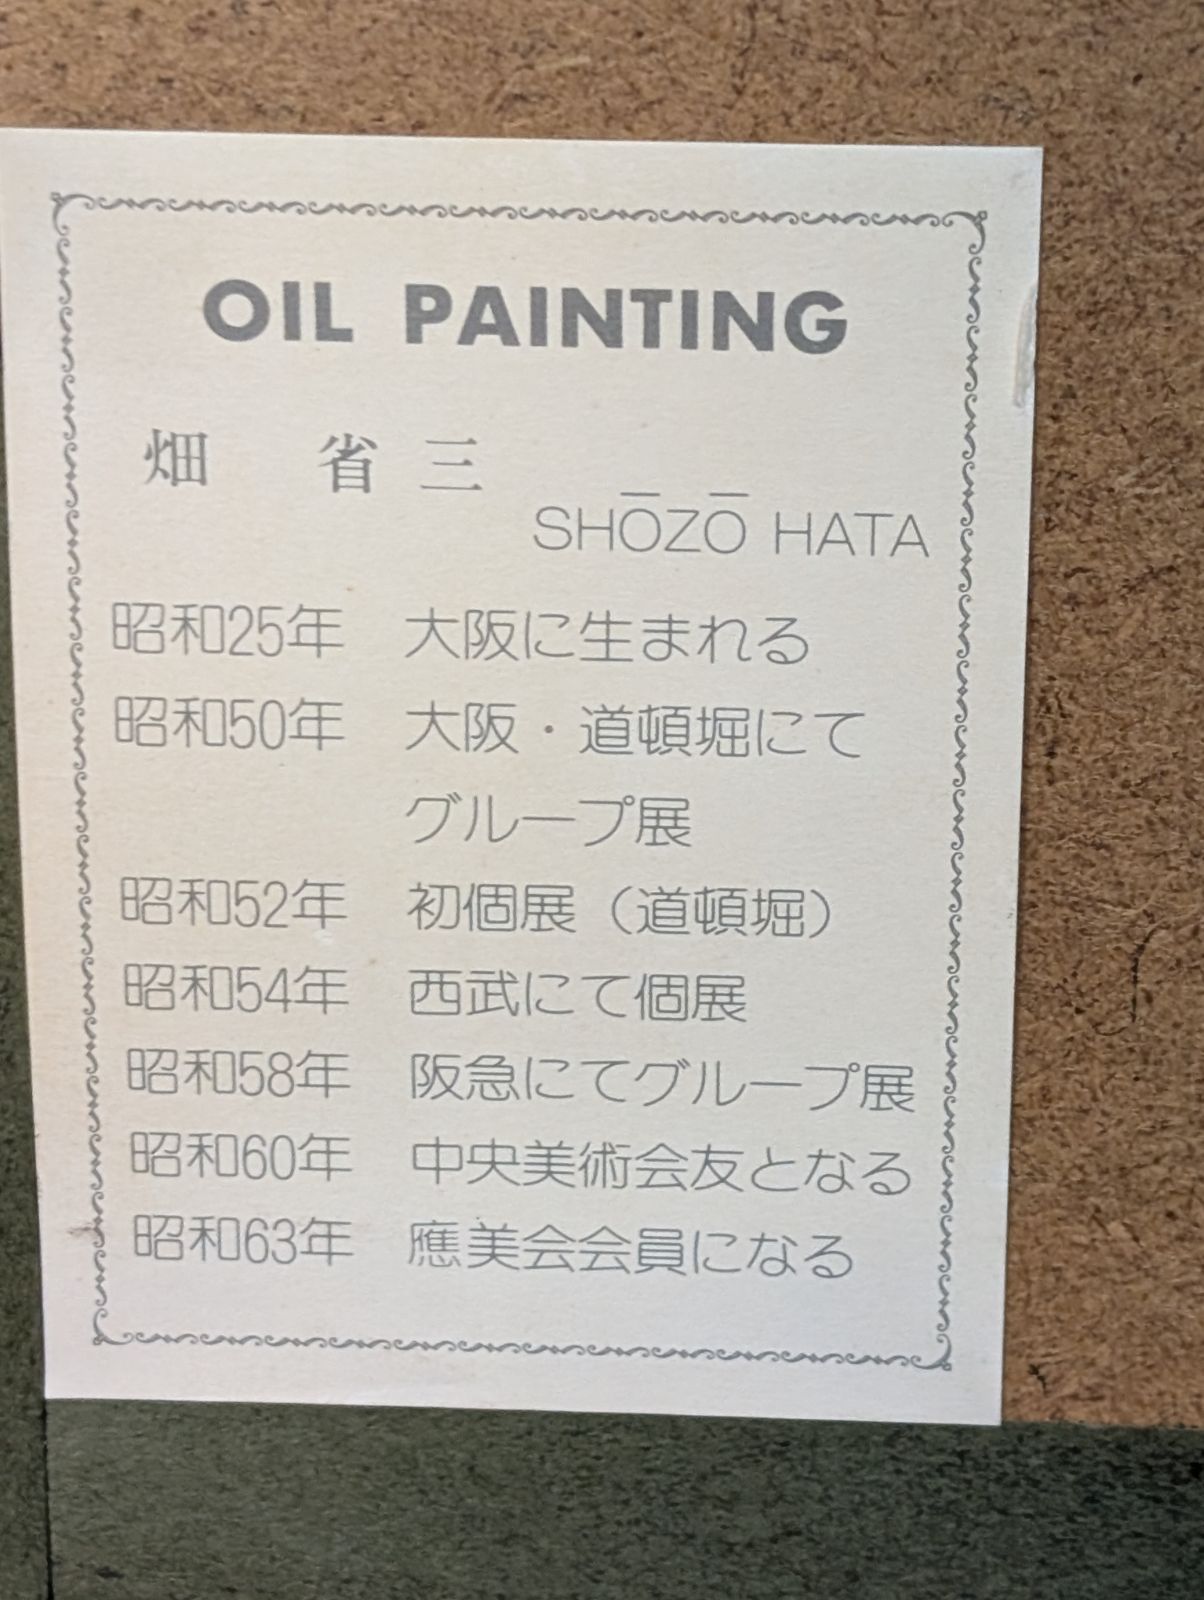 OIL PAINTING
畑 省三
SHŌZŌ HATA
昭和25年 大阪に生まれる
昭和50年 大阪・道頓堀にて
グループ展
昭和52年 初個展（道頓堀）
昭和54年 西武にて個展
昭和58年 阪急にてグループ展
昭和60年 中央美術会友となる
昭和63年 應美会会員になる